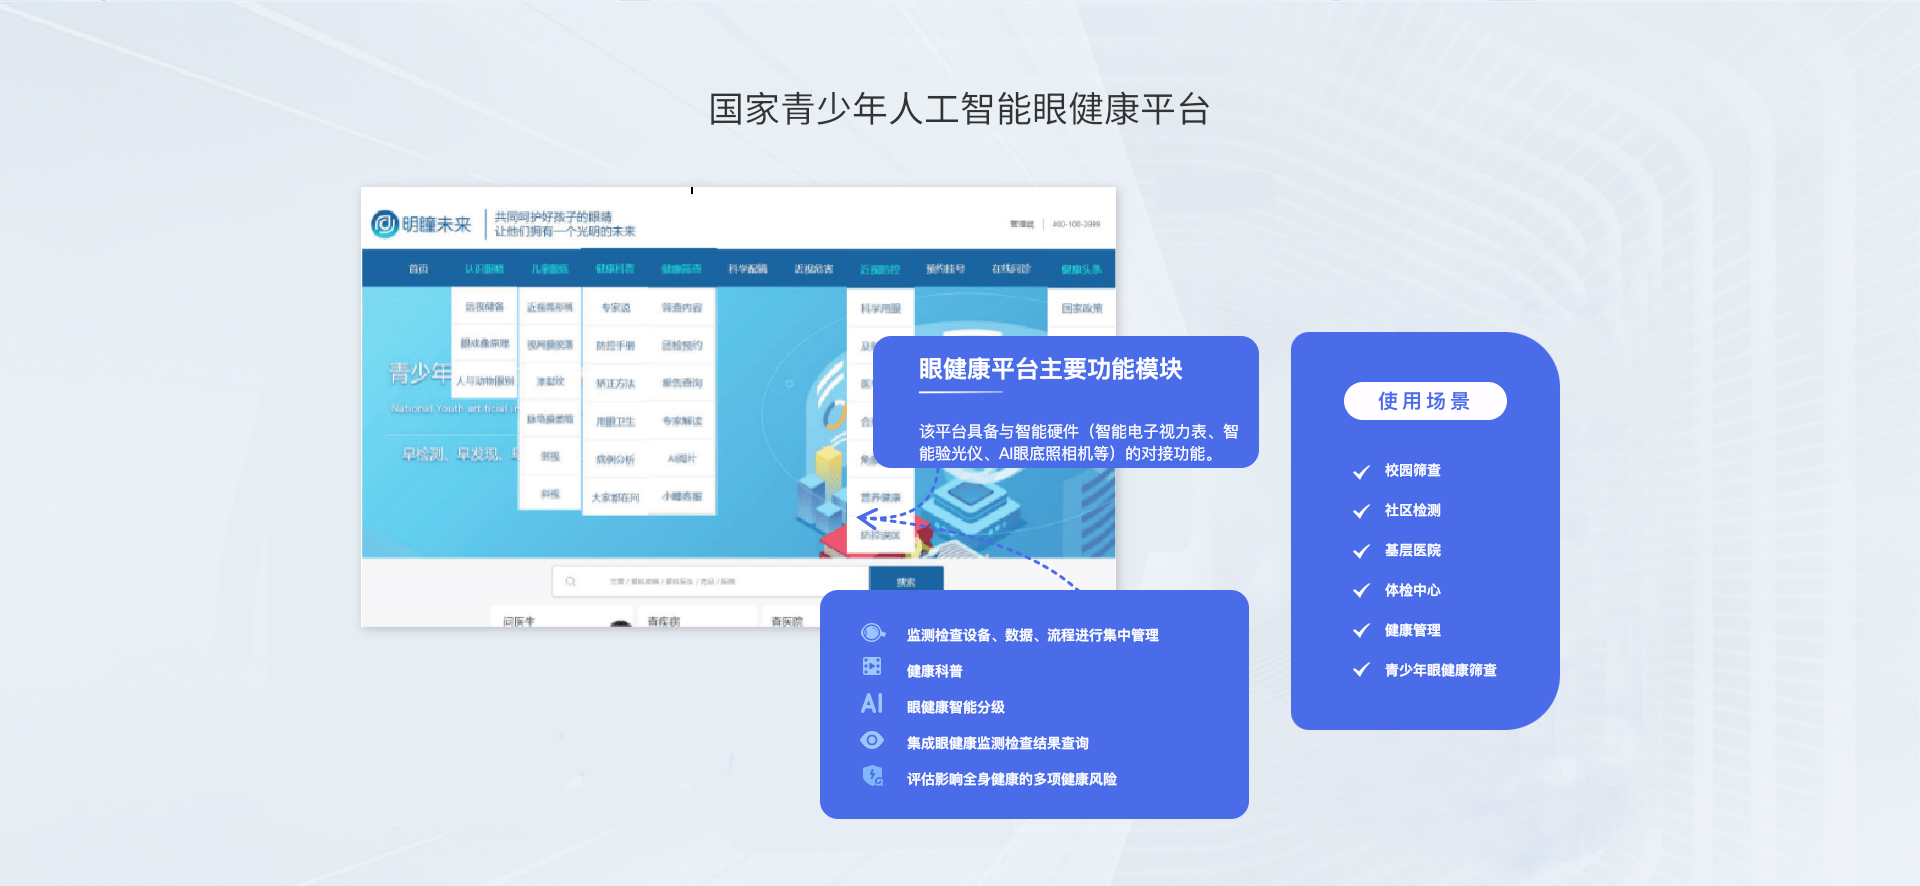 国家青少年人工智能眼健康平台
明瞳未来
共同呵护好孩子的眼睛
让他们拥有一个光明的未来
管理端
400-100-3999
首页 认识眼睛 儿童眼病 健康科普 健康筛查 科学配镜 近视危害 近视防控 预约挂号 在线问诊 健康头条
远视储备 近视等形视 专家说 筛查内容 科学用眼 国家政策
眼成像原理 视网膜脱落 防控手册 团检预约
人与动物眼别 矫正方法 报告查询
用眼卫生 专家解读
弱视 病例分析 AI阅片
斜视 大家都在问 小瞳客服 营养健康
防控误区
青少年
National Youth artificial in
早检测、早发现、
搜索
问医生 查疾病 查医院
眼健康平台主要功能模块
该平台具备与智能硬件（智能电子视力表、智
能验光仪、AI眼底照相机等）的对接功能。
监测检查设备、数据、流程进行集中管理
健康科普
AI
眼健康智能分级
集成眼健康监测检查结果查询
评估影响全身健康的多项健康风险
使用场景
校园筛查
社区检测
基层医院
体检中心
健康管理
青少年眼健康筛查